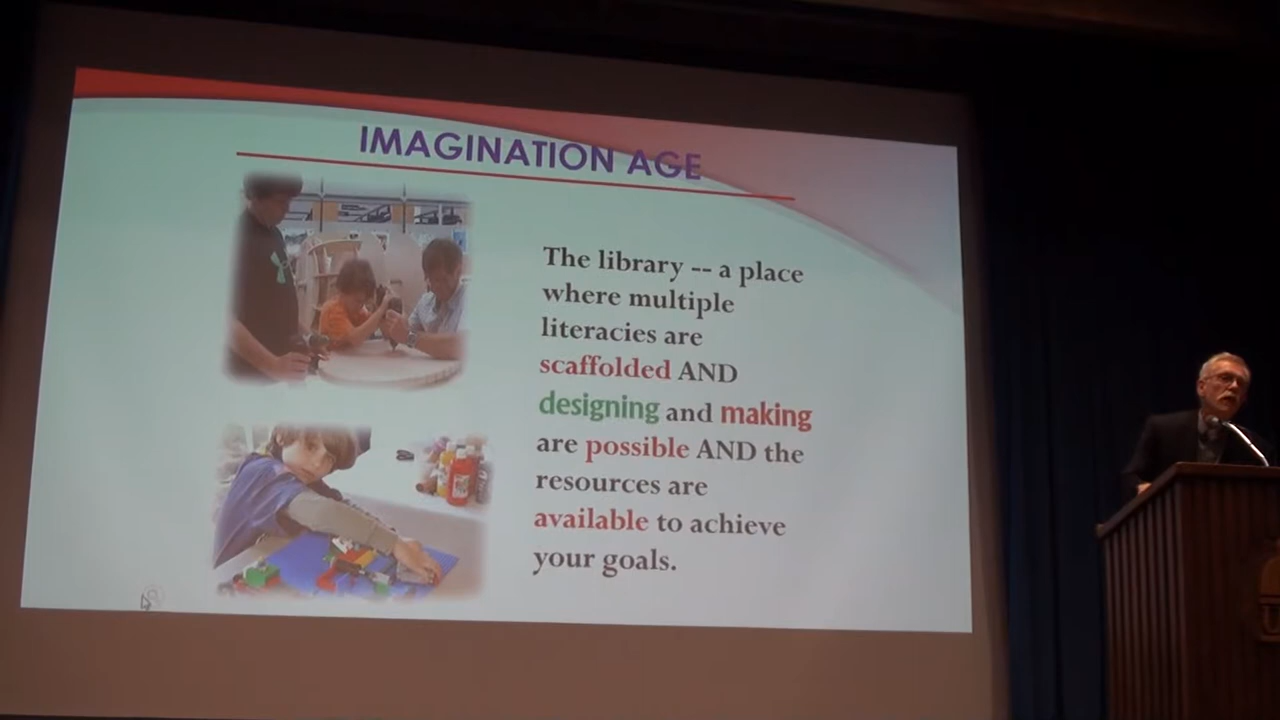 IMAGINATION AGE
The library -- a place
where multiple
literacies are
scaffolded AND
designing and making
are possible AND the
resources are
available to achieve
your goals.